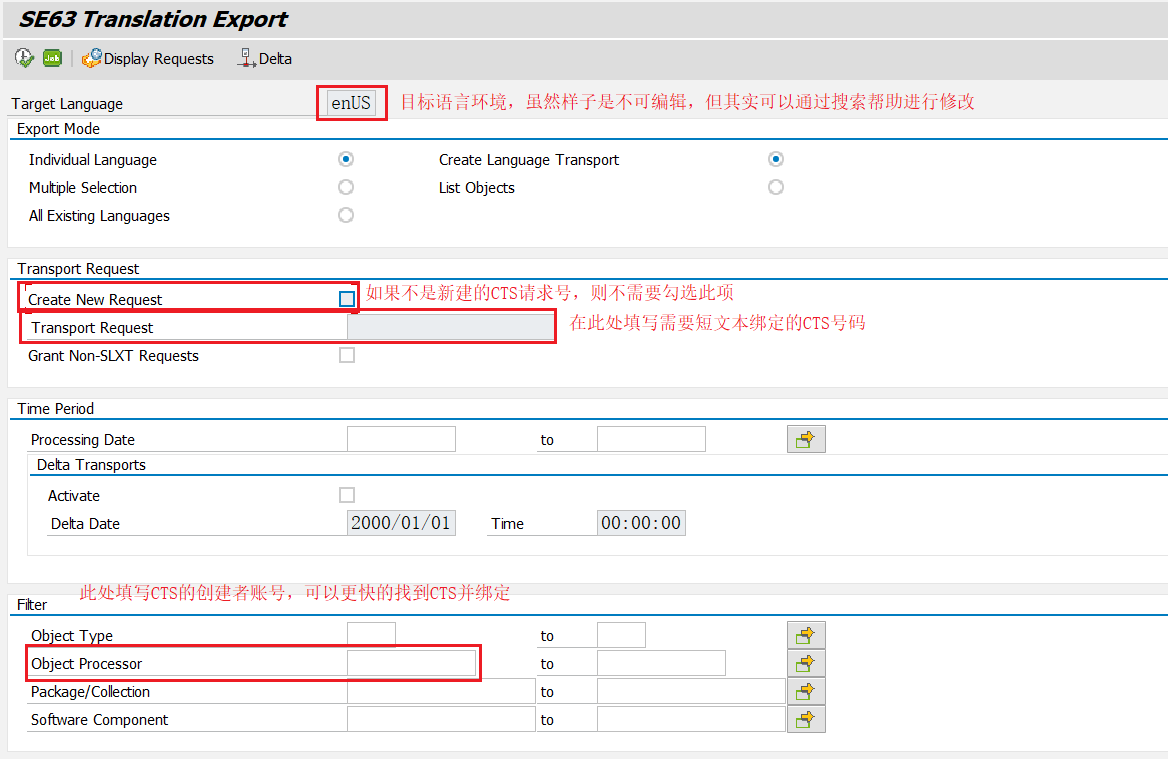 SE63 Translation Export
Job Display Requests Delta
Target Language enUS 目标语言环境，虽然样子是不可编辑，但其实可以通过搜索帮助进行修改
Export Mode
Individual Language Create Language Transport
Multiple Selection List Objects
All Existing Languages
Transport Request
Create New Request 如果不是新建的CTS请求号，则不需要勾选此项
Transport Request 在此处填写需要短文本绑定的CTS号码
Grant Non-SLXT Requests
Time Period
Processing Date to
Delta Transports
Activate
Delta Date 2000/01/01 Time 00:00:00
此处填写CTS的创建者账号，可以更快的找到CTS并绑定
Filter
Object Type to
Object Processor to
Package/Collection to
Software Component to